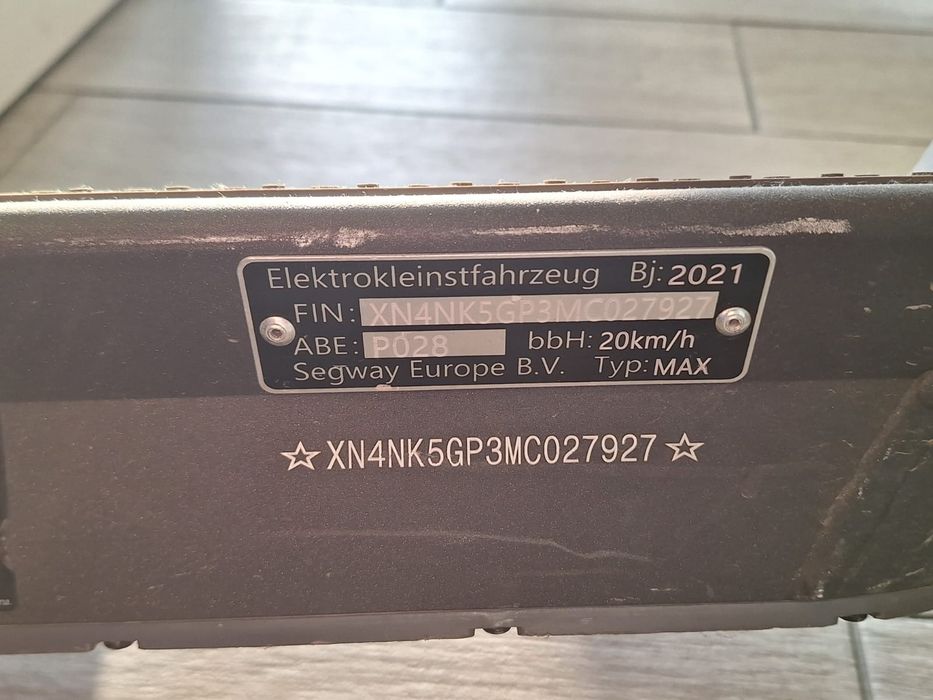 Elektrokleinstfahrzeug Bj: 2021
FIN: XN4NK5GP3MC027927
ABE: P028 bbH: 20km/h
Segway Europe B.V. Typ: MAX
☆XN4NK5GP3MC027927☆